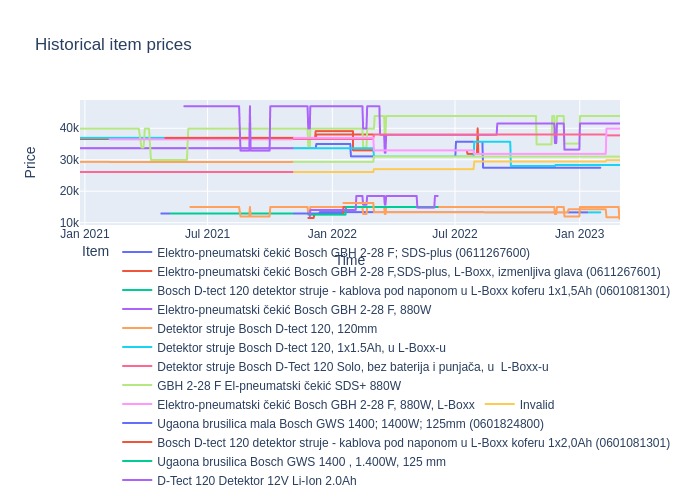 Historical item prices
Price
40k
30k
20k
10k
Jan 2021
Jul 2021
Jan 2022
Jul 2022
Jan 2023
Time
Item
Elektro-pneumatski čekić Bosch GBH 2-28 F; SDS-plus (0611267600)
Elektro-pneumatski čekić Bosch GBH 2-28 F,SDS-plus, L-Boxx, izmenljiva glava (0611267601)
Bosch D-tect 120 detektor struje - kablova pod naponom u L-Boxx koferu 1x1,5Ah (0601081301)
Elektro-pneumatski čekić Bosch GBH 2-28 F, 880W
Detektor struje Bosch D-tect 120, 120mm
Detektor struje Bosch D-tect 120, 1x1.5Ah, u L-Boxx-u
Detektor struje Bosch D-Tect 120 Solo, bez baterija i punjača, u L-Boxx-u
GBH 2-28 F El-pneumatski čekić SDS+ 880W
Elektro-pneumatski čekić Bosch GBH 2-28 F, 880W, L-Boxx Invalid
Ugaona brusilica mala Bosch GWS 1400; 1400W; 125mm (0601824800)
Bosch D-tect 120 detektor struje - kablova pod naponom u L-Boxx koferu 1x2,0Ah (0601081301)
Ugaona brusilica Bosch GWS 1400 , 1.400W, 125 mm
D-Tect 120 Detektor 12V Li-Ion 2.0Ah